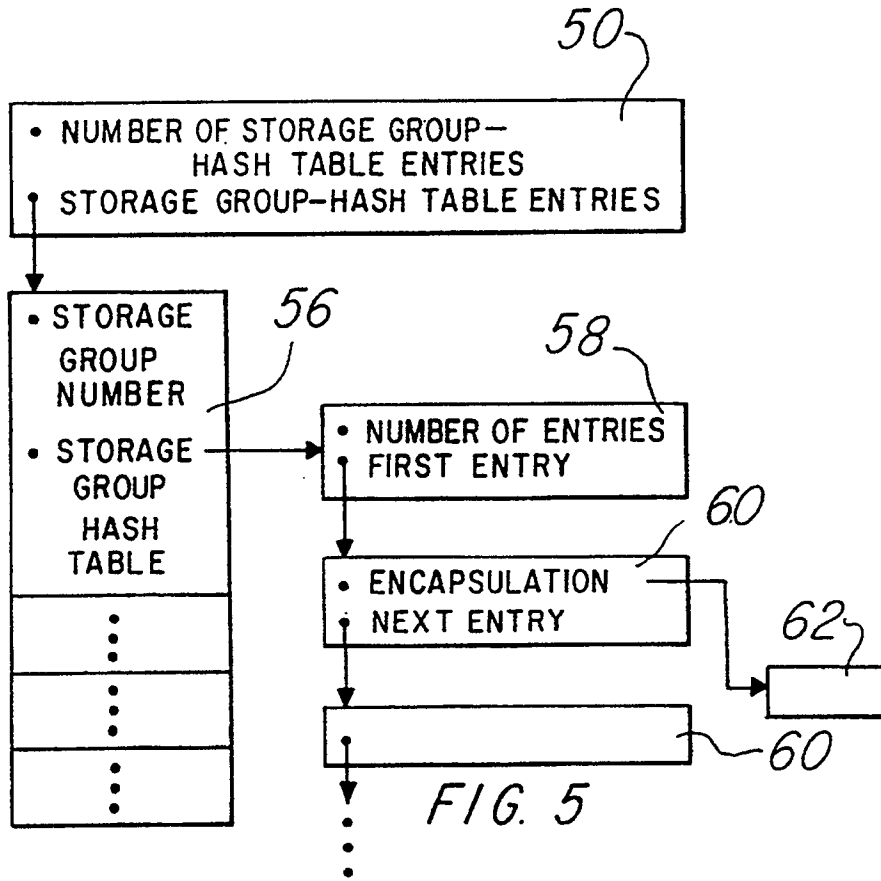 50
• NUMBER OF STORAGE GROUP-
HASH TABLE ENTRIES
• STORAGE GROUP-HASH TABLE ENTRIES
56
• STORAGE
GROUP
NUMBER
• STORAGE
GROUP
HASH
TABLE
58
• NUMBER OF ENTRIES
• FIRST ENTRY
60
• ENCAPSULATION
• NEXT ENTRY
62
60
FIG. 5